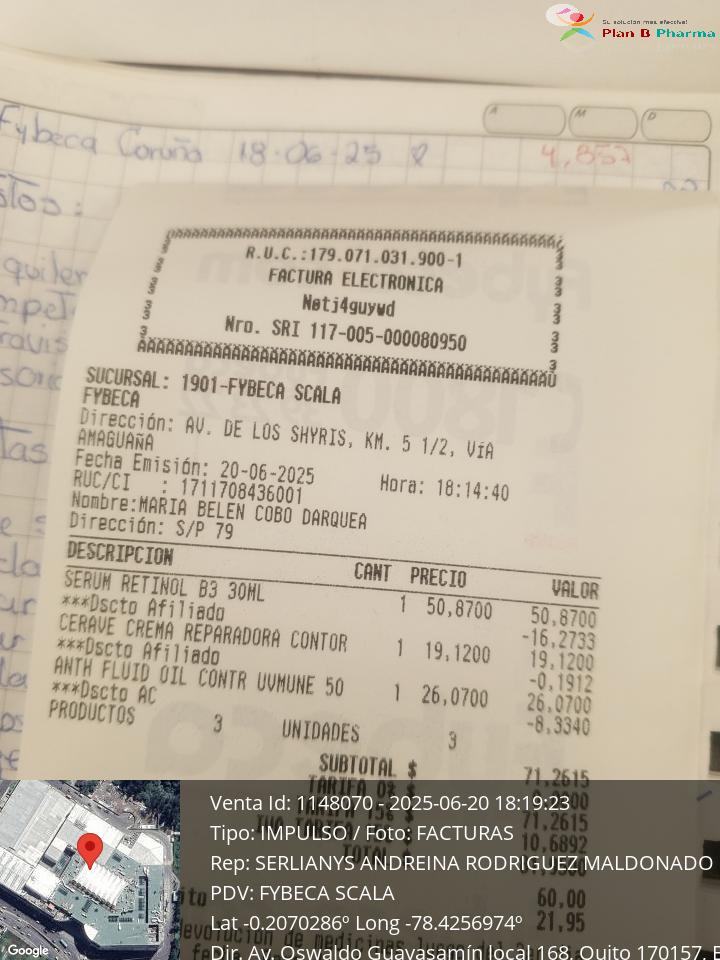 Su solución más efectiva!
Plan B Pharma
A M D
Fybeca Coruña 18-06-25
4,857
R.U.C.:179.071.031.900-1
FACTURA ELECTRONICA
Nøtj4guywd
Nro. SRI 117-005-000080950
SUCURSAL: 1901-FYBECA SCALA
FYBECA
Dirección: AV. DE LOS SHYRIS, KM. 5 1/2, VíA
AMAGUAÑA
Fecha Emisión: 20-06-2025 Hora: 18:14:40
RUC/CI : 1711708436001
Nombre:MARIA BELEN COBO DARQUEA
Dirección: S/P 79
DESCRIPCION CANT PRECIO VALOR
SERUM RETINOL B3 30ML 1 50,8700 50,8700
***Dscto Afiliado -16,2733
CERAVE CREMA REPARADORA CONTOR 1 19,1200 19,1200
***Dscto Afiliado -0,1912
ANTH FLUID OIL CONTR UVMUNE 50 1 26,0700 26,0700
***Dscto AC -8,3340
PRODUCTOS 3 UNIDADES 3
SUBTOTAL $ 71,2615
TARIFA 0%
71,2615
10,6892
TOTAL
60,00
21,95
Venta Id: 1148070 - 2025-06-20 18:19:23
Tipo: IMPULSO / Foto: FACTURAS
Rep: SERLIANYS ANDREINA RODRIGUEZ MALDONADO
PDV: FYBECA SCALA
Lat -0.2070286º Long -78.4256974º
Dir. Av. Oswaldo Guayasamín local 168, Quito 170157, E
Google